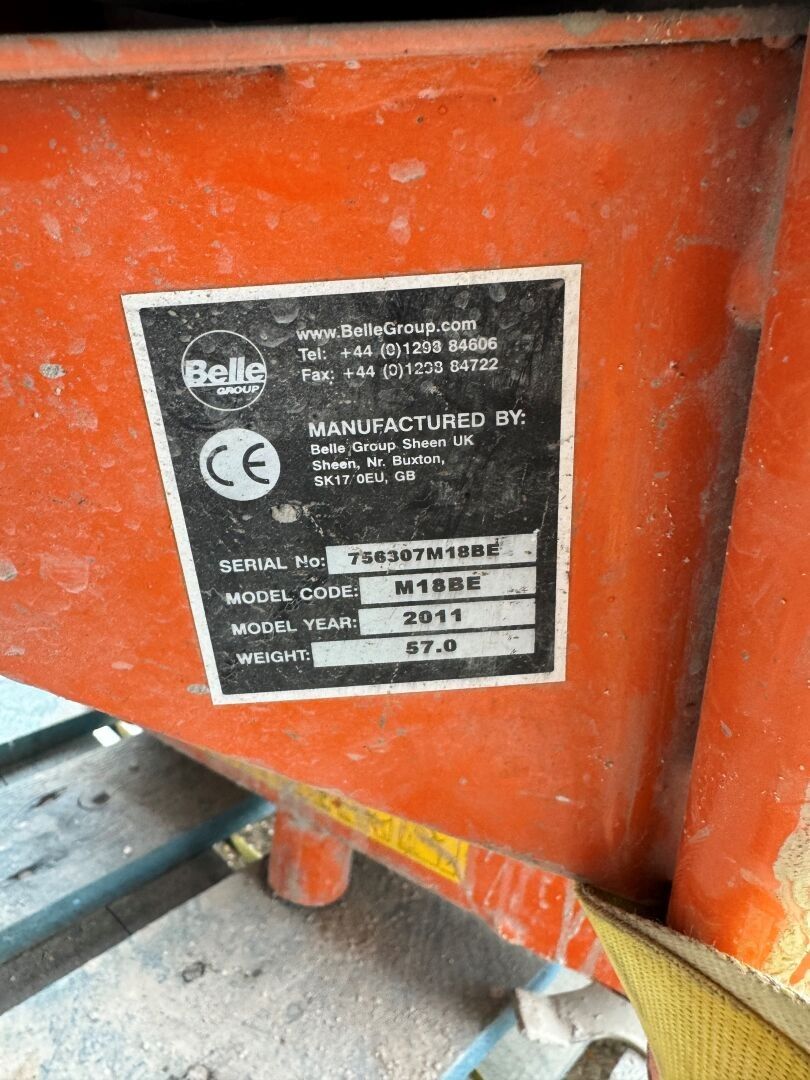 Belle
GROUP
www.BelleGroup.com
Tel: +44 (0)1298 84606
Fax: +44 (0)1298 84722
CE
MANUFACTURED BY:
Belle Group Sheen UK
Sheen, Nr. Buxton,
SK17 0EU, GB
SERIAL No: 756307M18BE
MODEL CODE: M18BE
MODEL YEAR: 2011
WEIGHT: 57.0